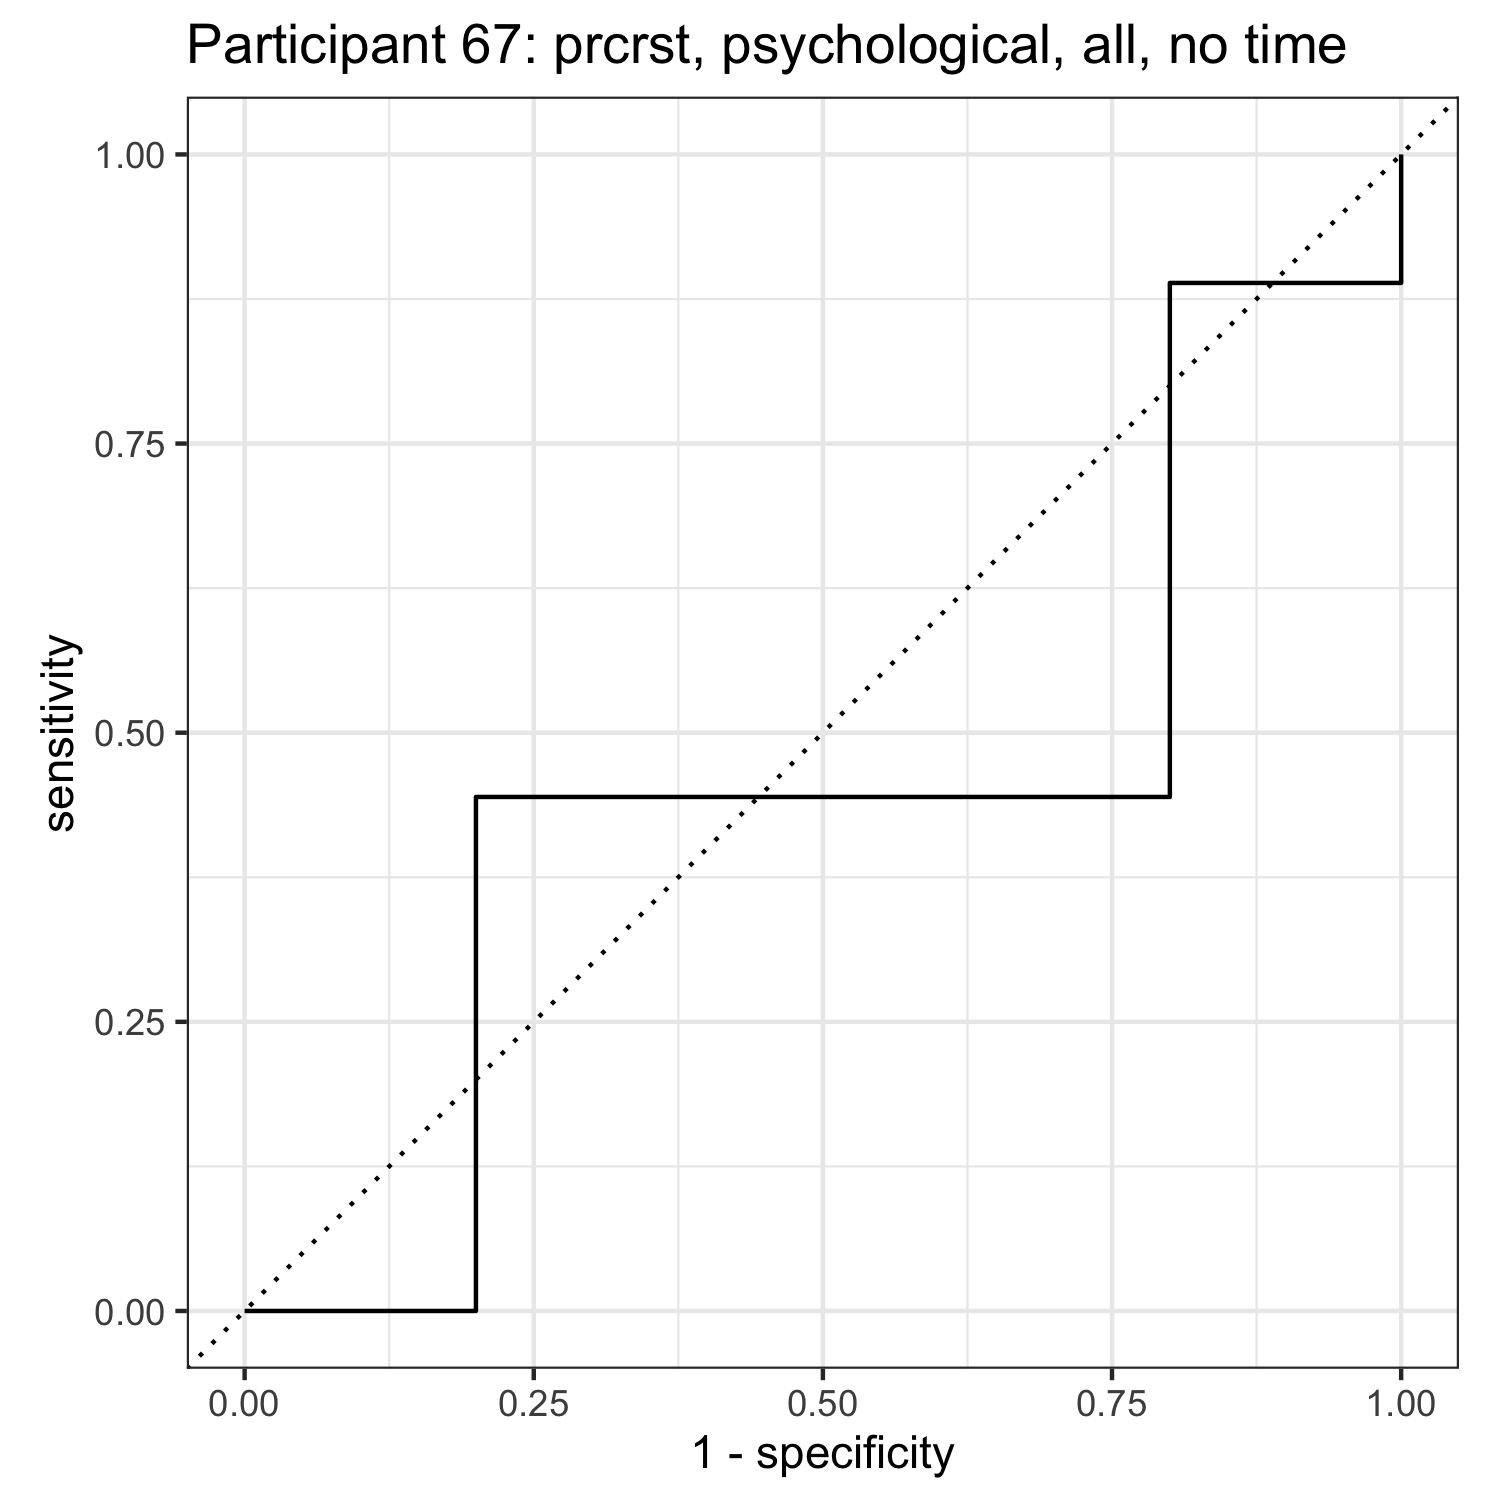 Participant 67: prcrst, psychological, all, no time
1.00
0.75
0.50
0.25
0.00
sensitivity
0.00 0.25 0.50 0.75 1.00
1 - specificity